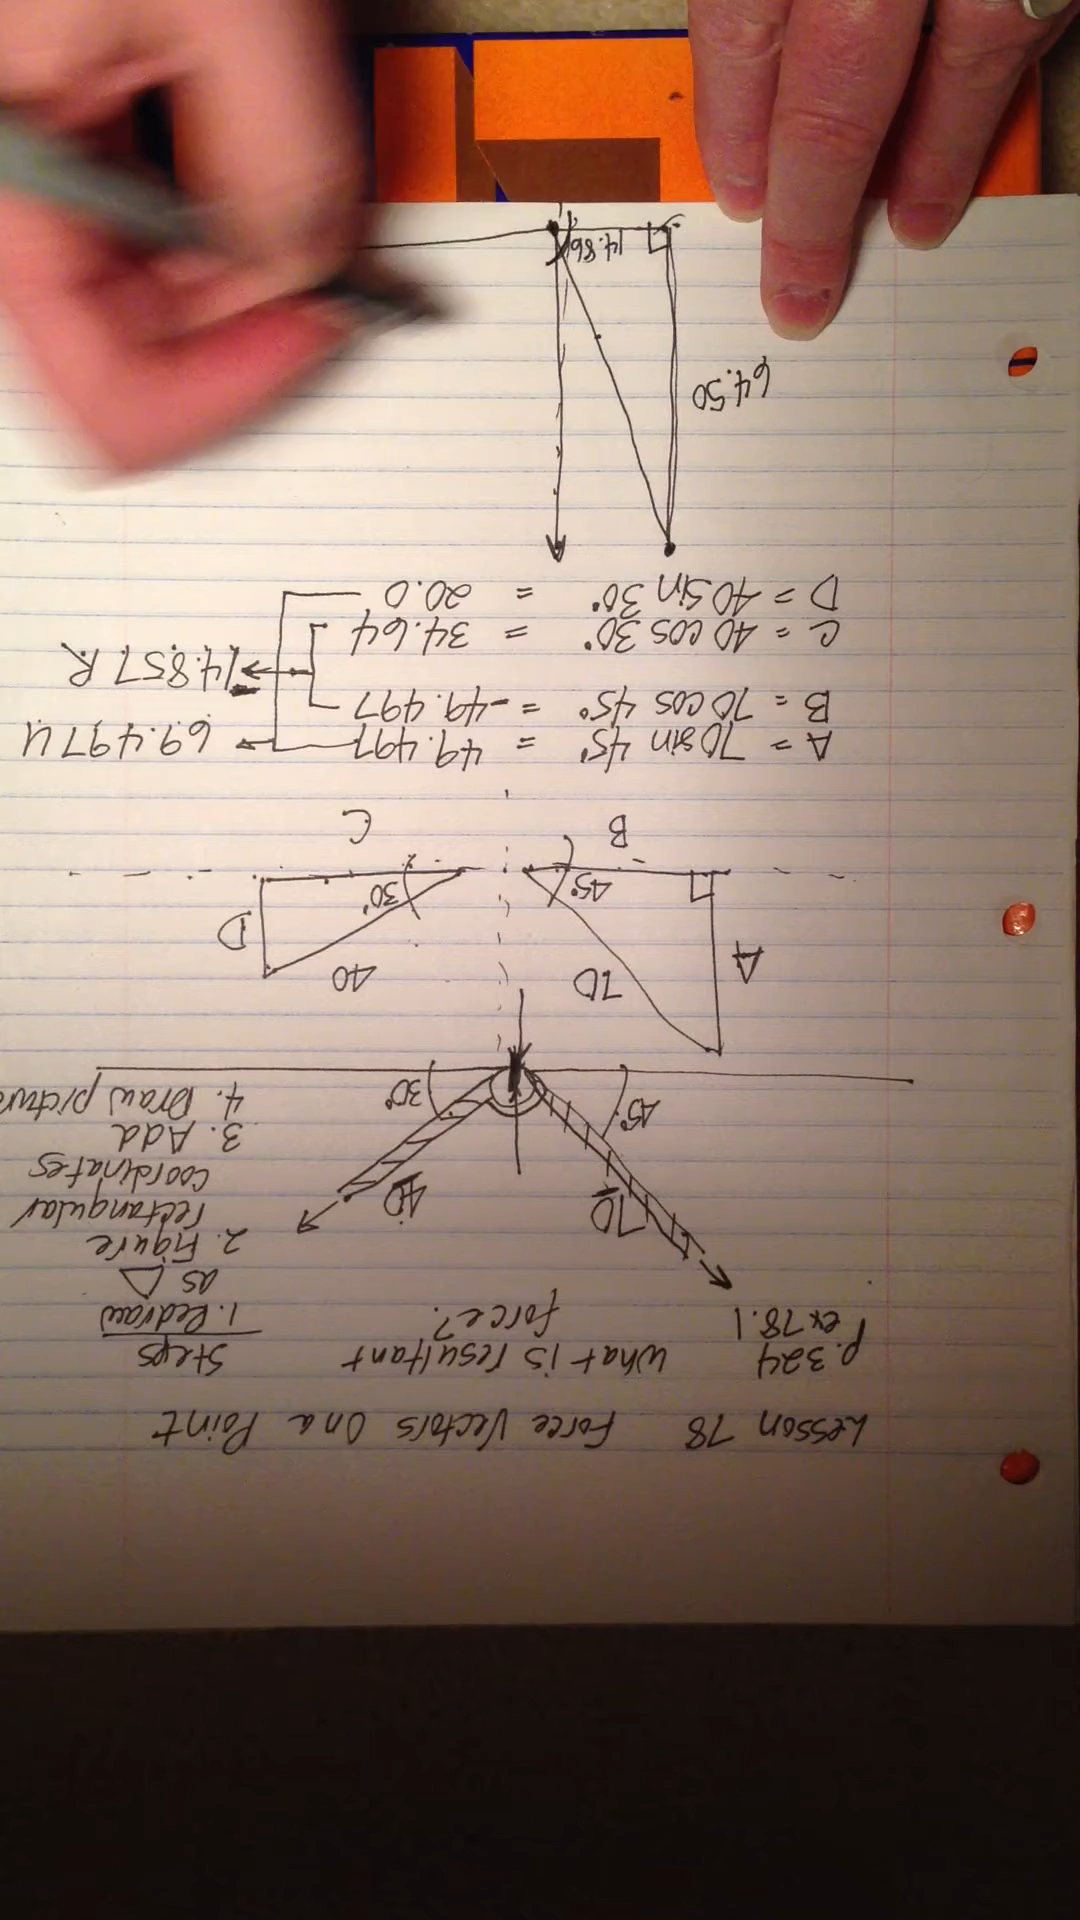 Lesson 78 Force Vectors On a Point
p.324 What is resultant
ex 78.1 force?
Steps
1. Redraw
as △
2. Figure
rectangular
coordinates
3. Add
4. Draw
70
40
45°
30°
70
40
A
45°
30°
D
B
C
A = 70 sin 45° = 49.497
B = 70 cos 45° = -49.497
C = 40 cos 30° = 34.64
D = 40 sin 30° = 20.0
69.497 U
14.857 R
64.50
14.86